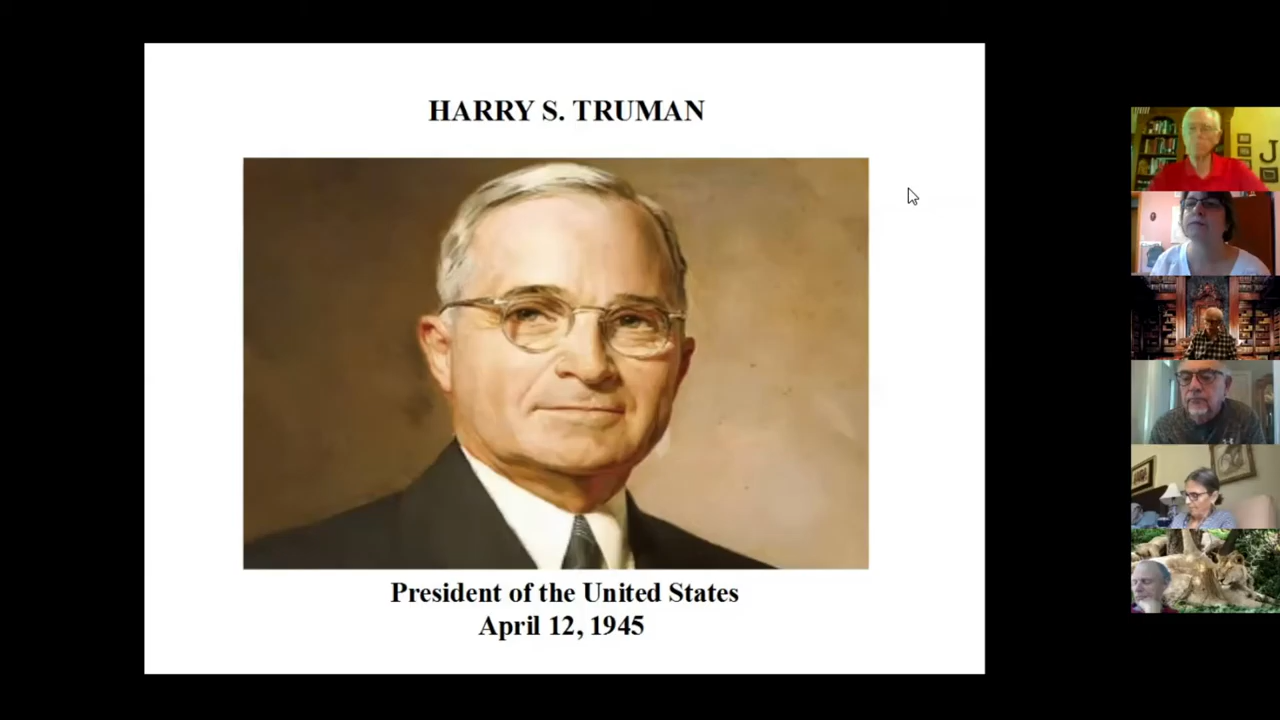 HARRY S. TRUMAN
J
President of the United States
April 12, 1945